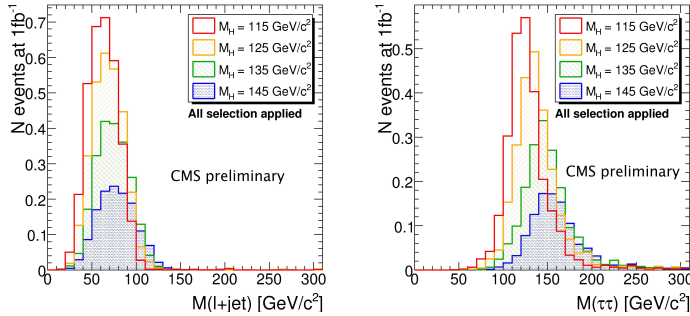 N events at 1fb⁻¹
0.7
0.6
0.5
0.4
0.3
0.2
0.1
0
0 50 100 150 200 250 300
M(l+jet) [GeV/c²]
M_H = 115 GeV/c²
M_H = 125 GeV/c²
M_H = 135 GeV/c²
M_H = 145 GeV/c²
All selection applied
CMS preliminary
N events at 1fb⁻¹
0.5
0.4
0.3
0.2
0.1
0
0 50 100 150 200 250 300
M(ττ) [GeV/c²]
M_H = 115 GeV/c²
M_H = 125 GeV/c²
M_H = 135 GeV/c²
M_H = 145 GeV/c²
All selection applied
CMS preliminary